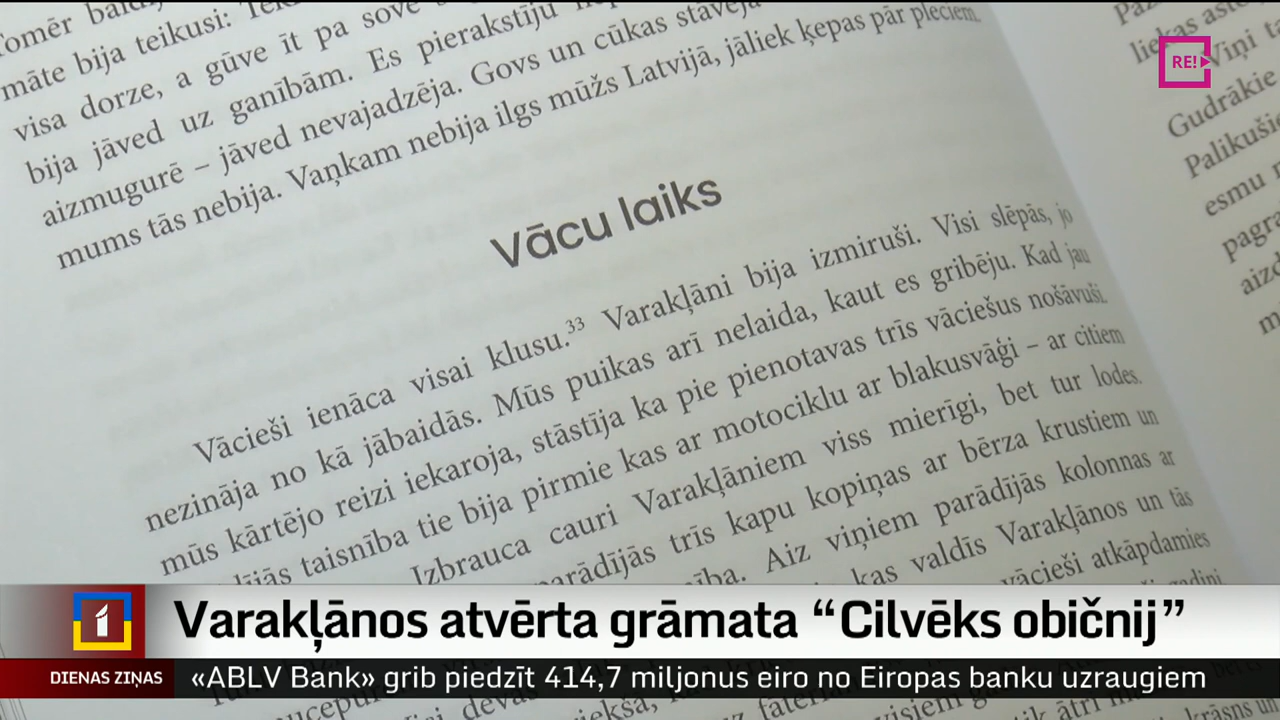 Tomēr
māte bija teikusi:
visa dorze, a gūve īt pa sove
bija jāved uz ganībām. Es pierakstīju
aizmugurē – jāved nevajadzēja. Govs un cūkas stāvēja
mums tās nebija. Vaņkam nebija ilgs mūžs Latvijā, jāliek ķepas pār pleciem.
Vācu laiks
Vācieši ienāca visai klusu.33 Varakļāni bija izmiruši. Visi slēpās, jo
nezināja no kā jābaidās. Mūs puikas arī nelaida, kaut es gribēju. Kad jau
mūs kārtējo reizi iekaroja, stāstīja ka pie pienotavas trīs vāciešus nošāvuši.
taisnība tie bija pirmie kas ar motociklu ar blakusvāģi – ar citiem
Izbrauca cauri Varakļāniem viss mierīgi, bet tur lodes.
parādījās trīs kapu kopiņas ar bērza krustiem un
Aiz viņiem parādījās kolonnas ar
kas valdīs Varakļānos un tās
vācieši atkāpdamies
liekas
Viņi
Gudrākie
esmu
RE!
1
Varakļānos atvērta grāmata “Cilvēks običnij”
DIENAS ZIŅAS
«ABLV Bank» grib piedzīt 414,7 miljonus eiro no Eiropas banku uzraugiem